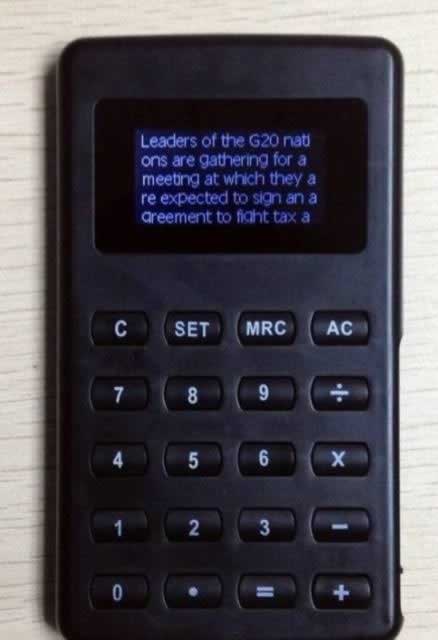 Leaders of the G20 nati
ons are gathering for a
meeting at which they a
re expected to sign an a
greement to fight tax a
C SET MRC AC
7 8 9 ÷
4 5 6 X
1 2 3 −
0 • = +